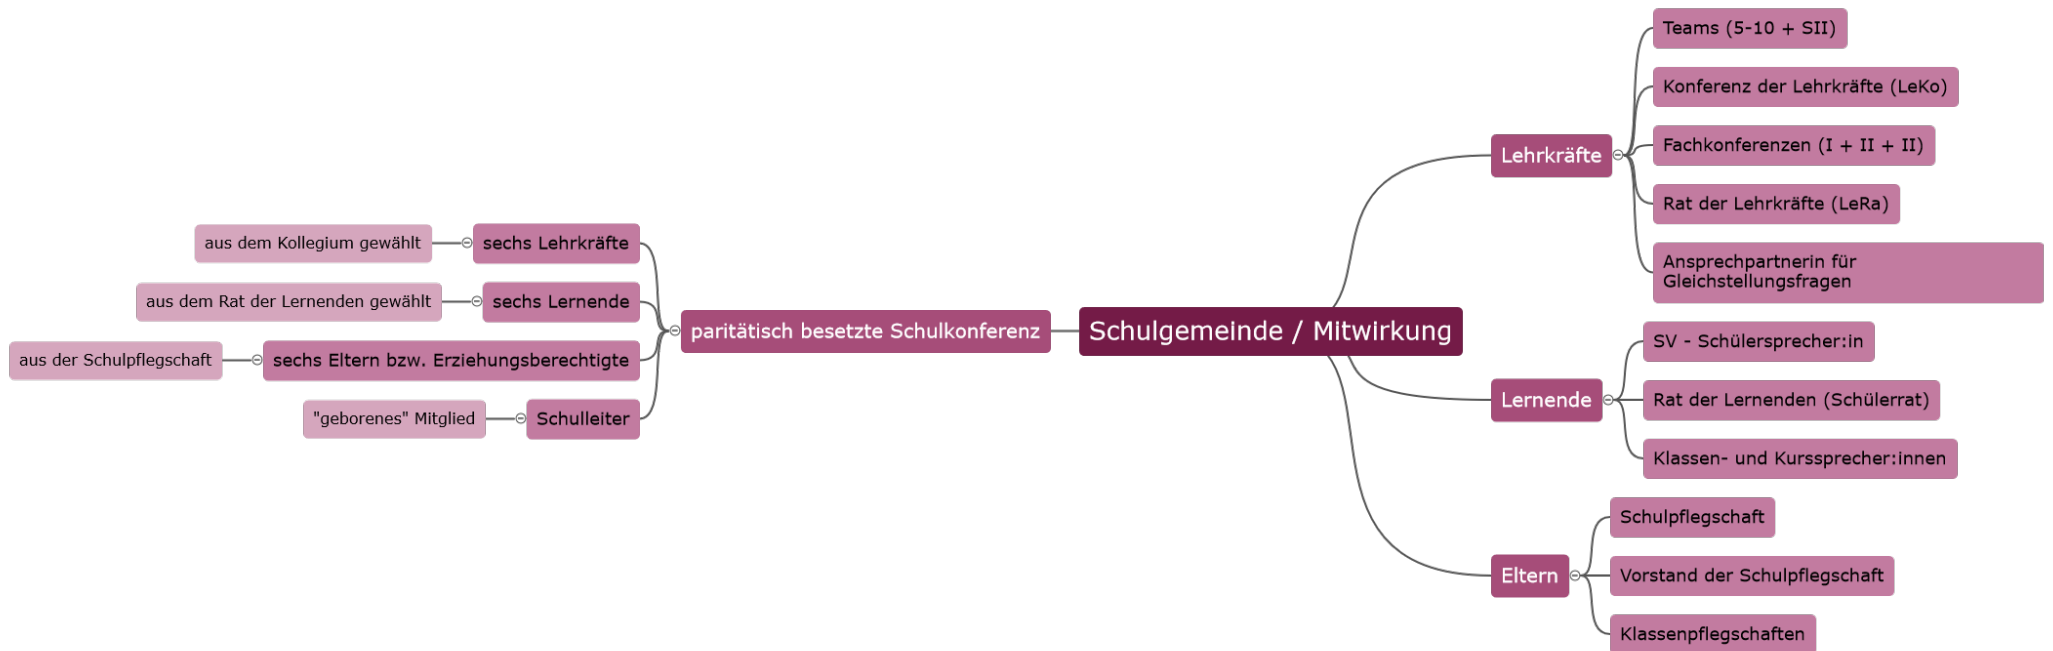 Schulgemeinde / Mitwirkung
paritätisch besetzte Schulkonferenz
sechs Lehrkräfte
aus dem Kollegium gewählt
sechs Lernende
aus dem Rat der Lernenden gewählt
sechs Eltern bzw. Erziehungsberechtigte
aus der Schulpflegschaft
Schulleiter
"geborenes" Mitglied
Lehrkräfte
Teams (5-10 + SII)
Konferenz der Lehrkräfte (LeKo)
Fachkonferenzen (I + II + II)
Rat der Lehrkräfte (LeRa)
Ansprechpartnerin für
Gleichstellungsfragen
Lernende
SV - Schülersprecher:in
Rat der Lernenden (Schülerrat)
Klassen- und Kurssprecher:innen
Eltern
Schulpflegschaft
Vorstand der Schulpflegschaft
Klassenpflegschaften